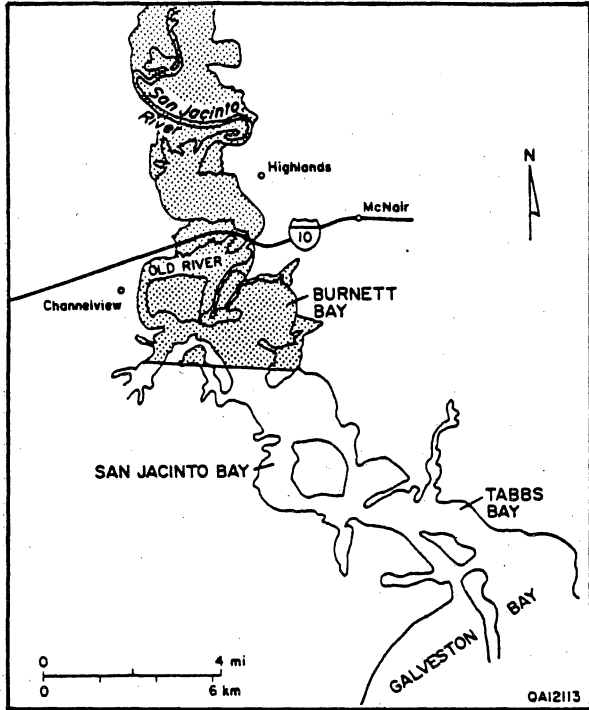 San Jacinto
River
Highlands
N
McNair
10
OLD RIVER
Channelview
BURNETT
BAY
SAN JACINTO BAY
TABBS
BAY
GALVESTON BAY
0 4 mi
0 6 km
QA12113